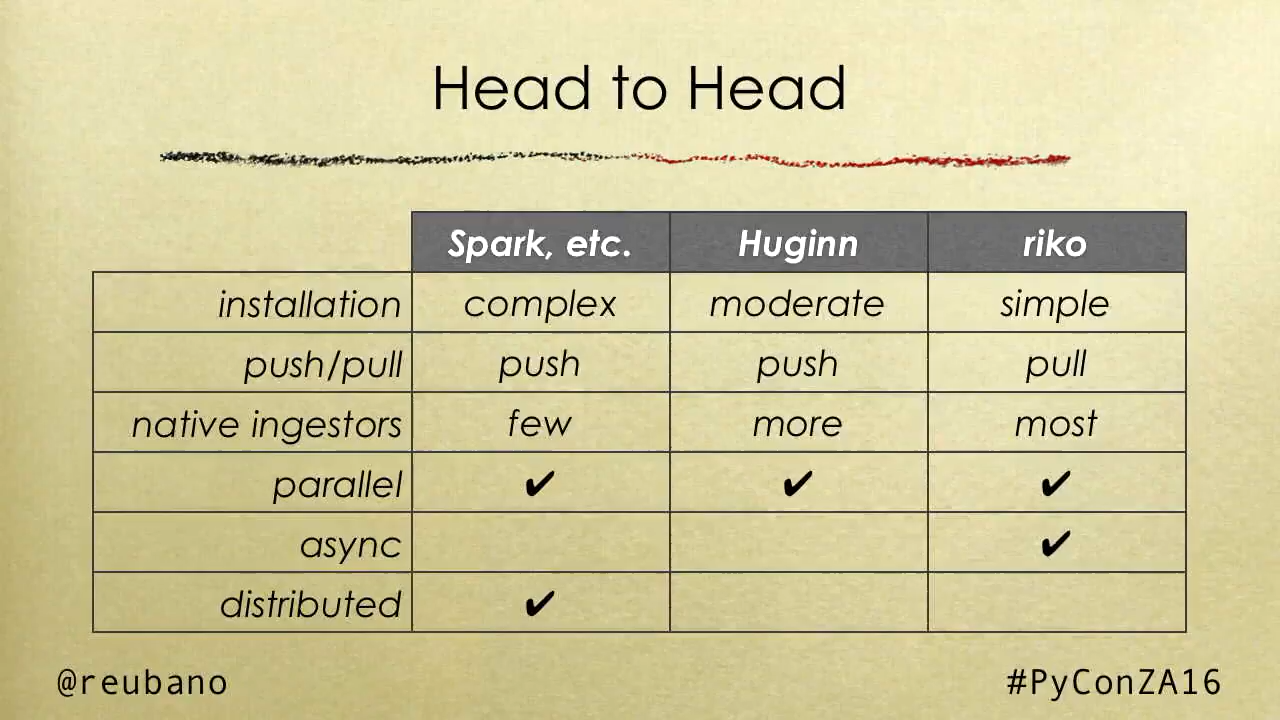 Head to Head
Spark, etc. Huginn riko
installation complex moderate simple
push/pull push push pull
native ingestors few more most
parallel ✔ ✔ ✔
async ✔
distributed ✔
@reubano #PyConZA16